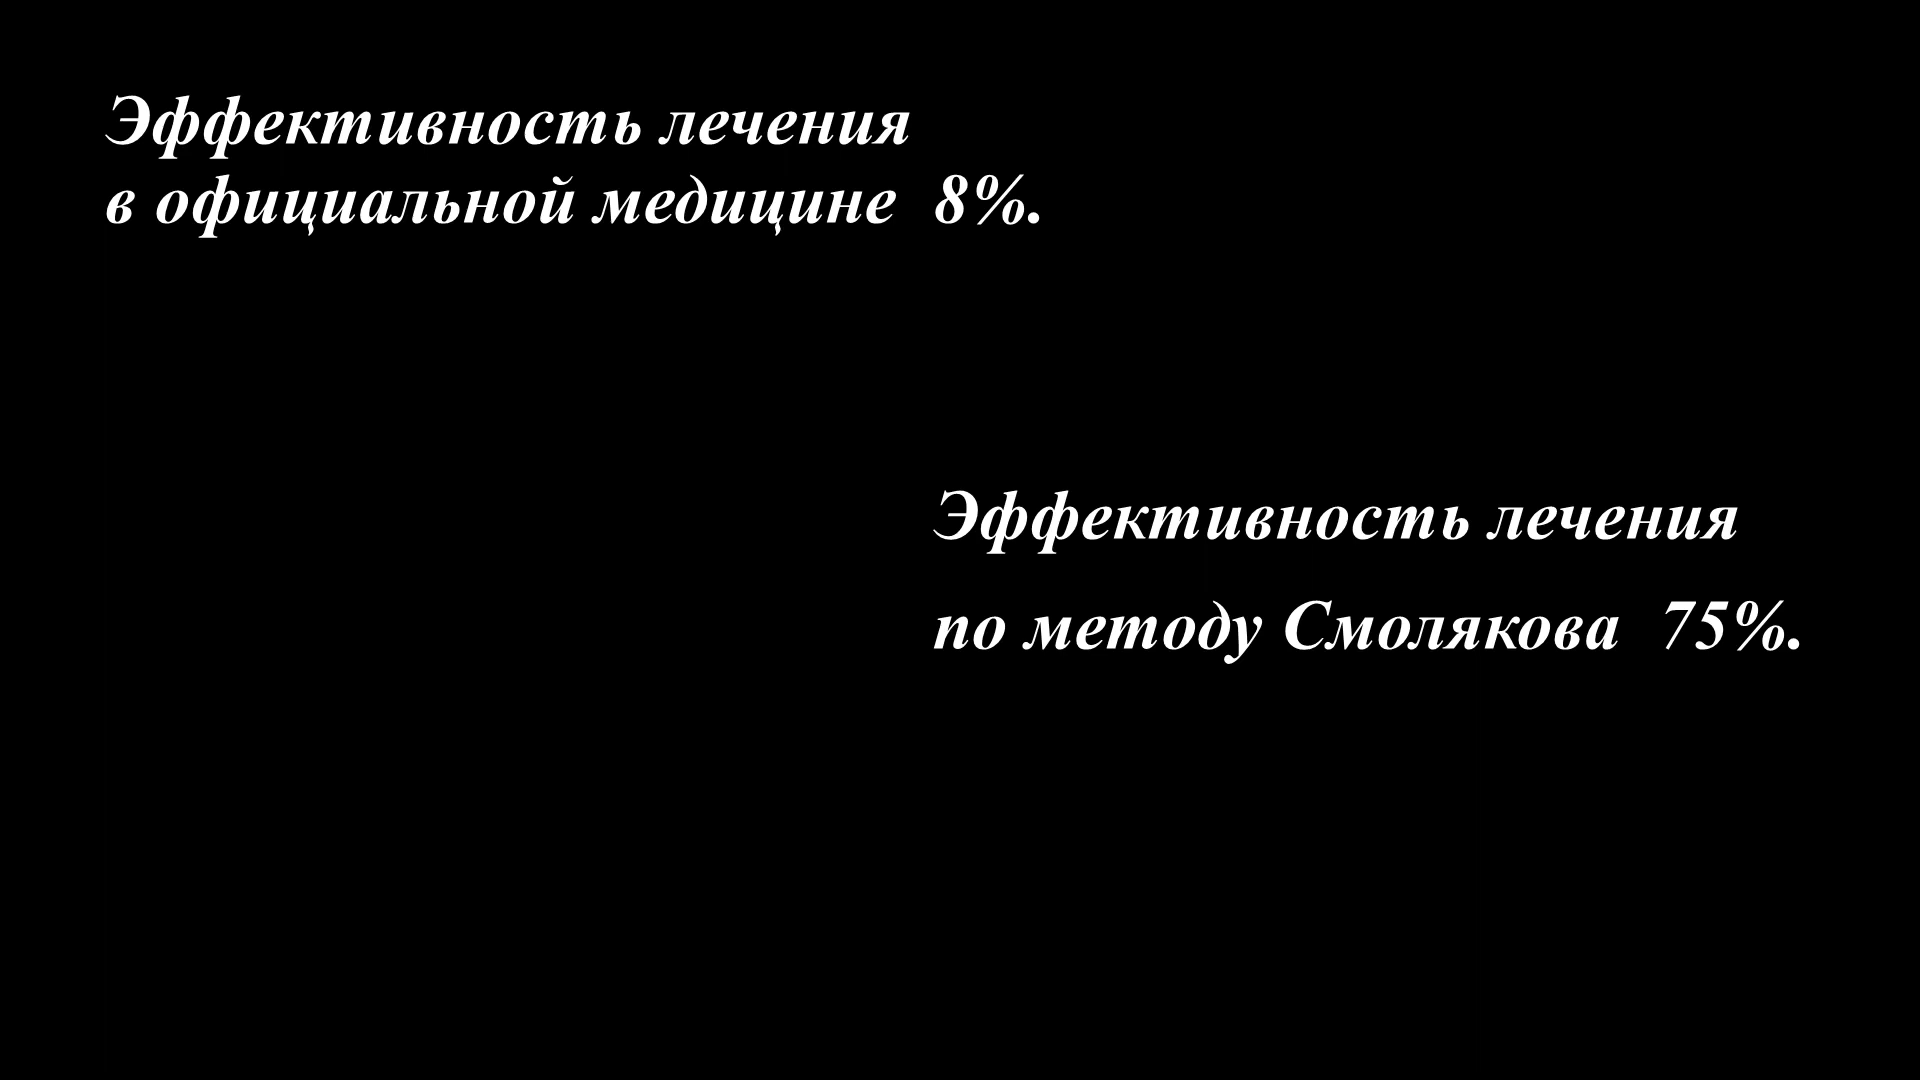 Эффективность лечения
в официальной медицине 8%.
Эффективность лечения
по методу Смолякова 75%.